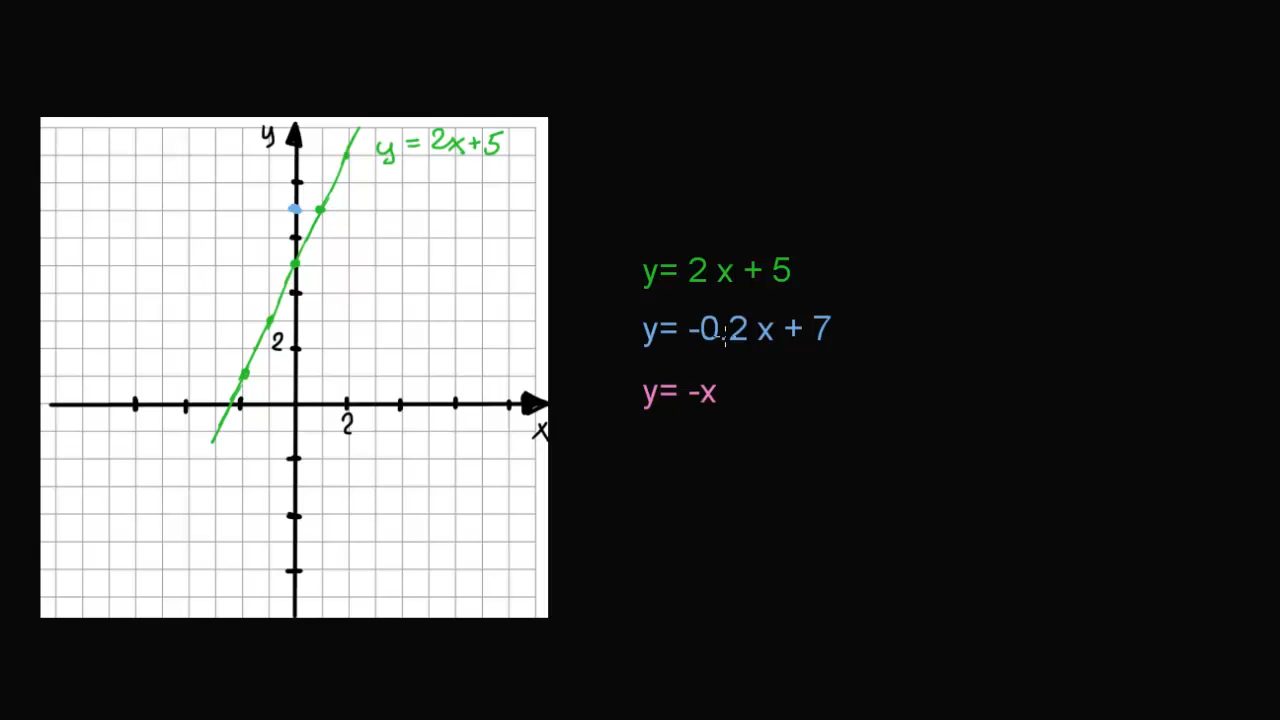 y
y = 2x+5
2
2
x
y= 2 x + 5
y= -0.2 x + 7
y= -x